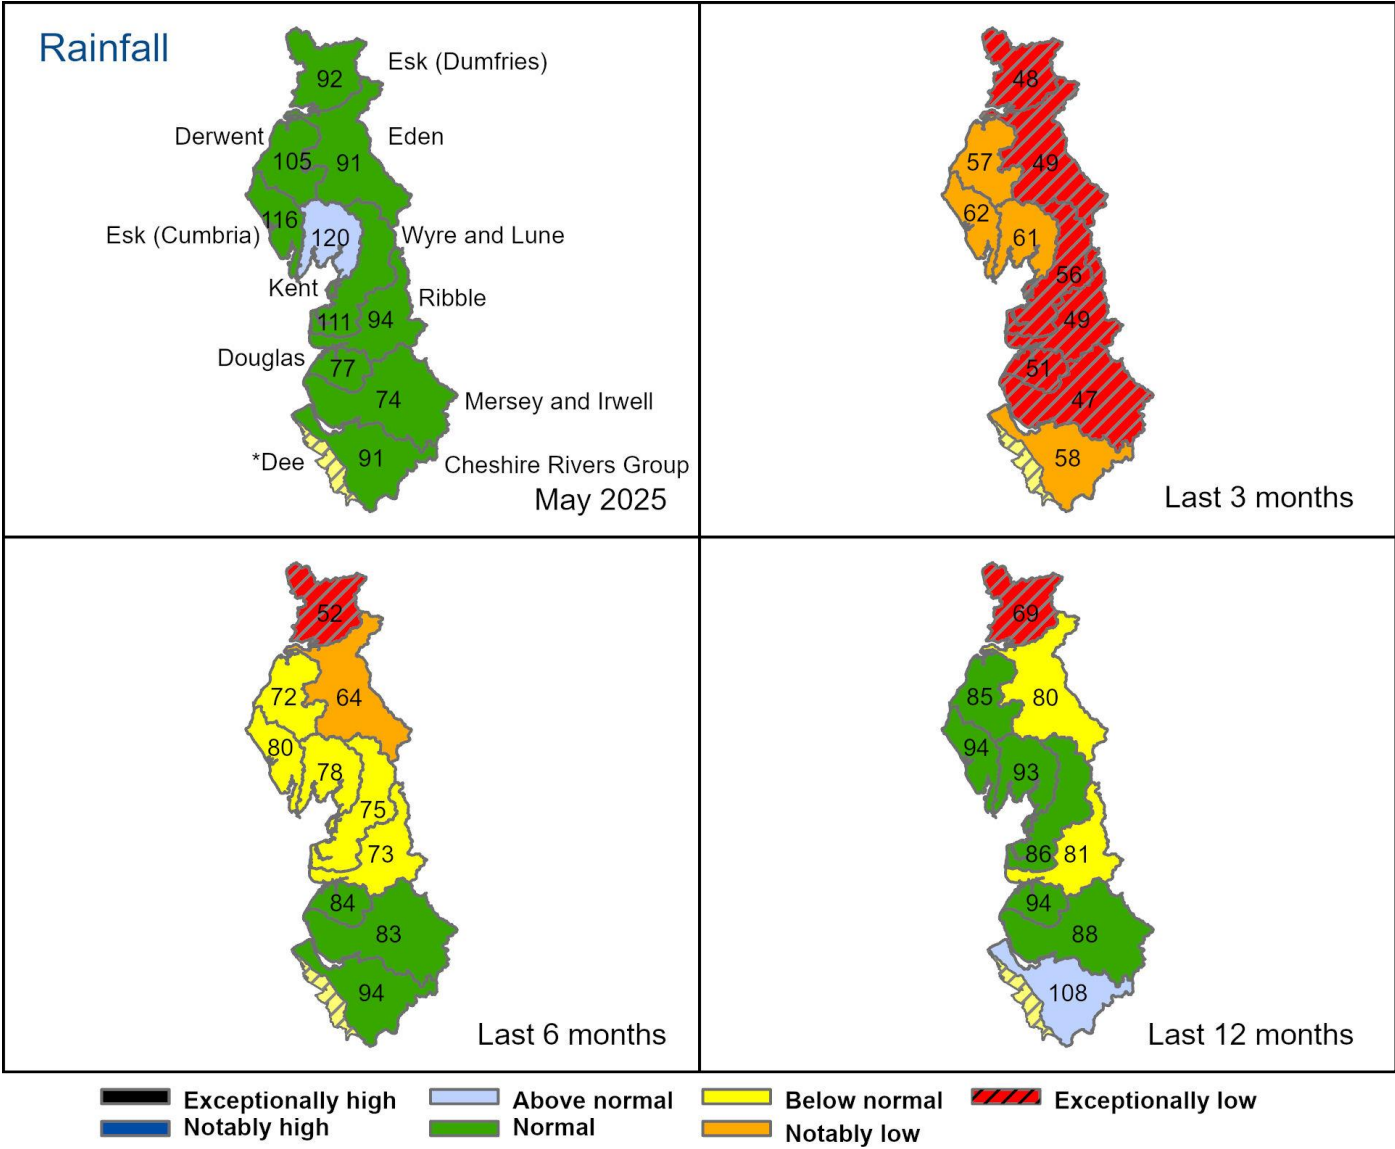 Rainfall
92
Esk (Dumfries)
Derwent
Eden
105
91
116
Esk (Cumbria)
120
Wyre and Lune
Kent
Ribble
111
94
Douglas
77
74
Mersey and Irwell
*Dee
91
Cheshire Rivers Group
May 2025
48
57
49
62
61
56
49
51
47
58
Last 3 months
52
72
64
80
78
75
73
84
83
94
Last 6 months
69
85
80
94
93
86
81
94
88
108
Last 12 months
Exceptionally high
Above normal
Below normal
Exceptionally low
Notably high
Normal
Notably low